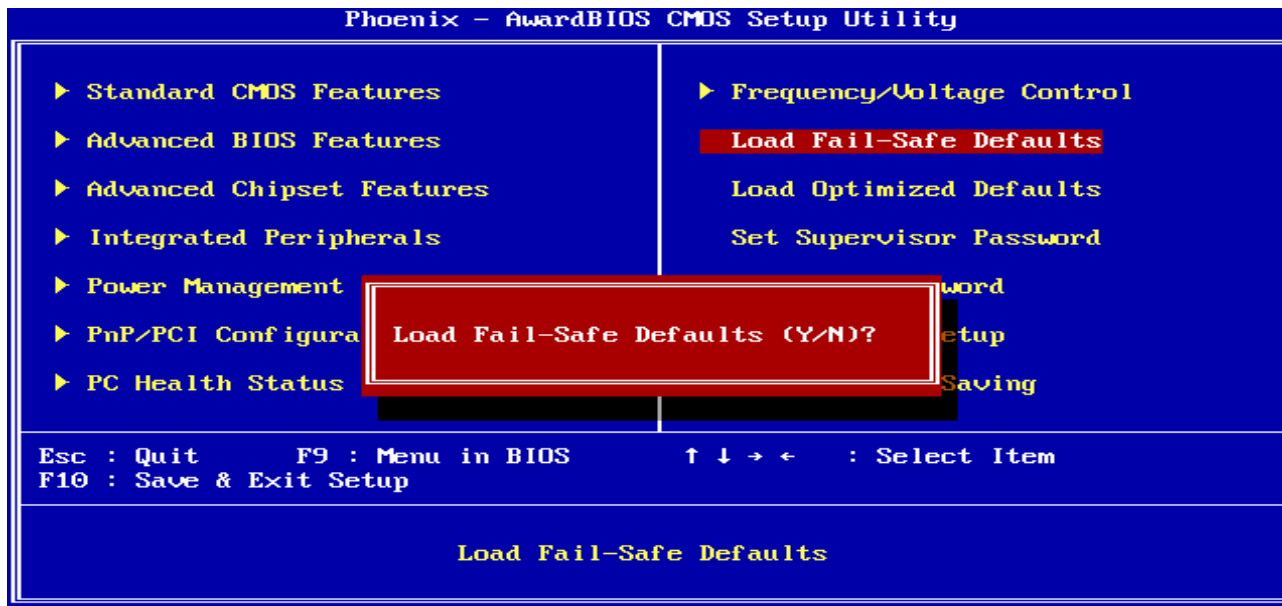 Phoenix - AwardBIOS CMOS Setup Utility
Standard CMOS Features
Advanced BIOS Features
Advanced Chipset Features
Integrated Peripherals
Power Management
PnP/PCI Configura
PC Health Status
Frequency/Voltage Control
Load Fail-Safe Defaults
Load Optimized Defaults
Set Supervisor Password
word
etup
Saving
Load Fail-Safe Defaults (Y/N)?
Esc : Quit F9 : Menu in BIOS ↑ ↓ → ← : Select Item
F10 : Save & Exit Setup
Load Fail-Safe Defaults